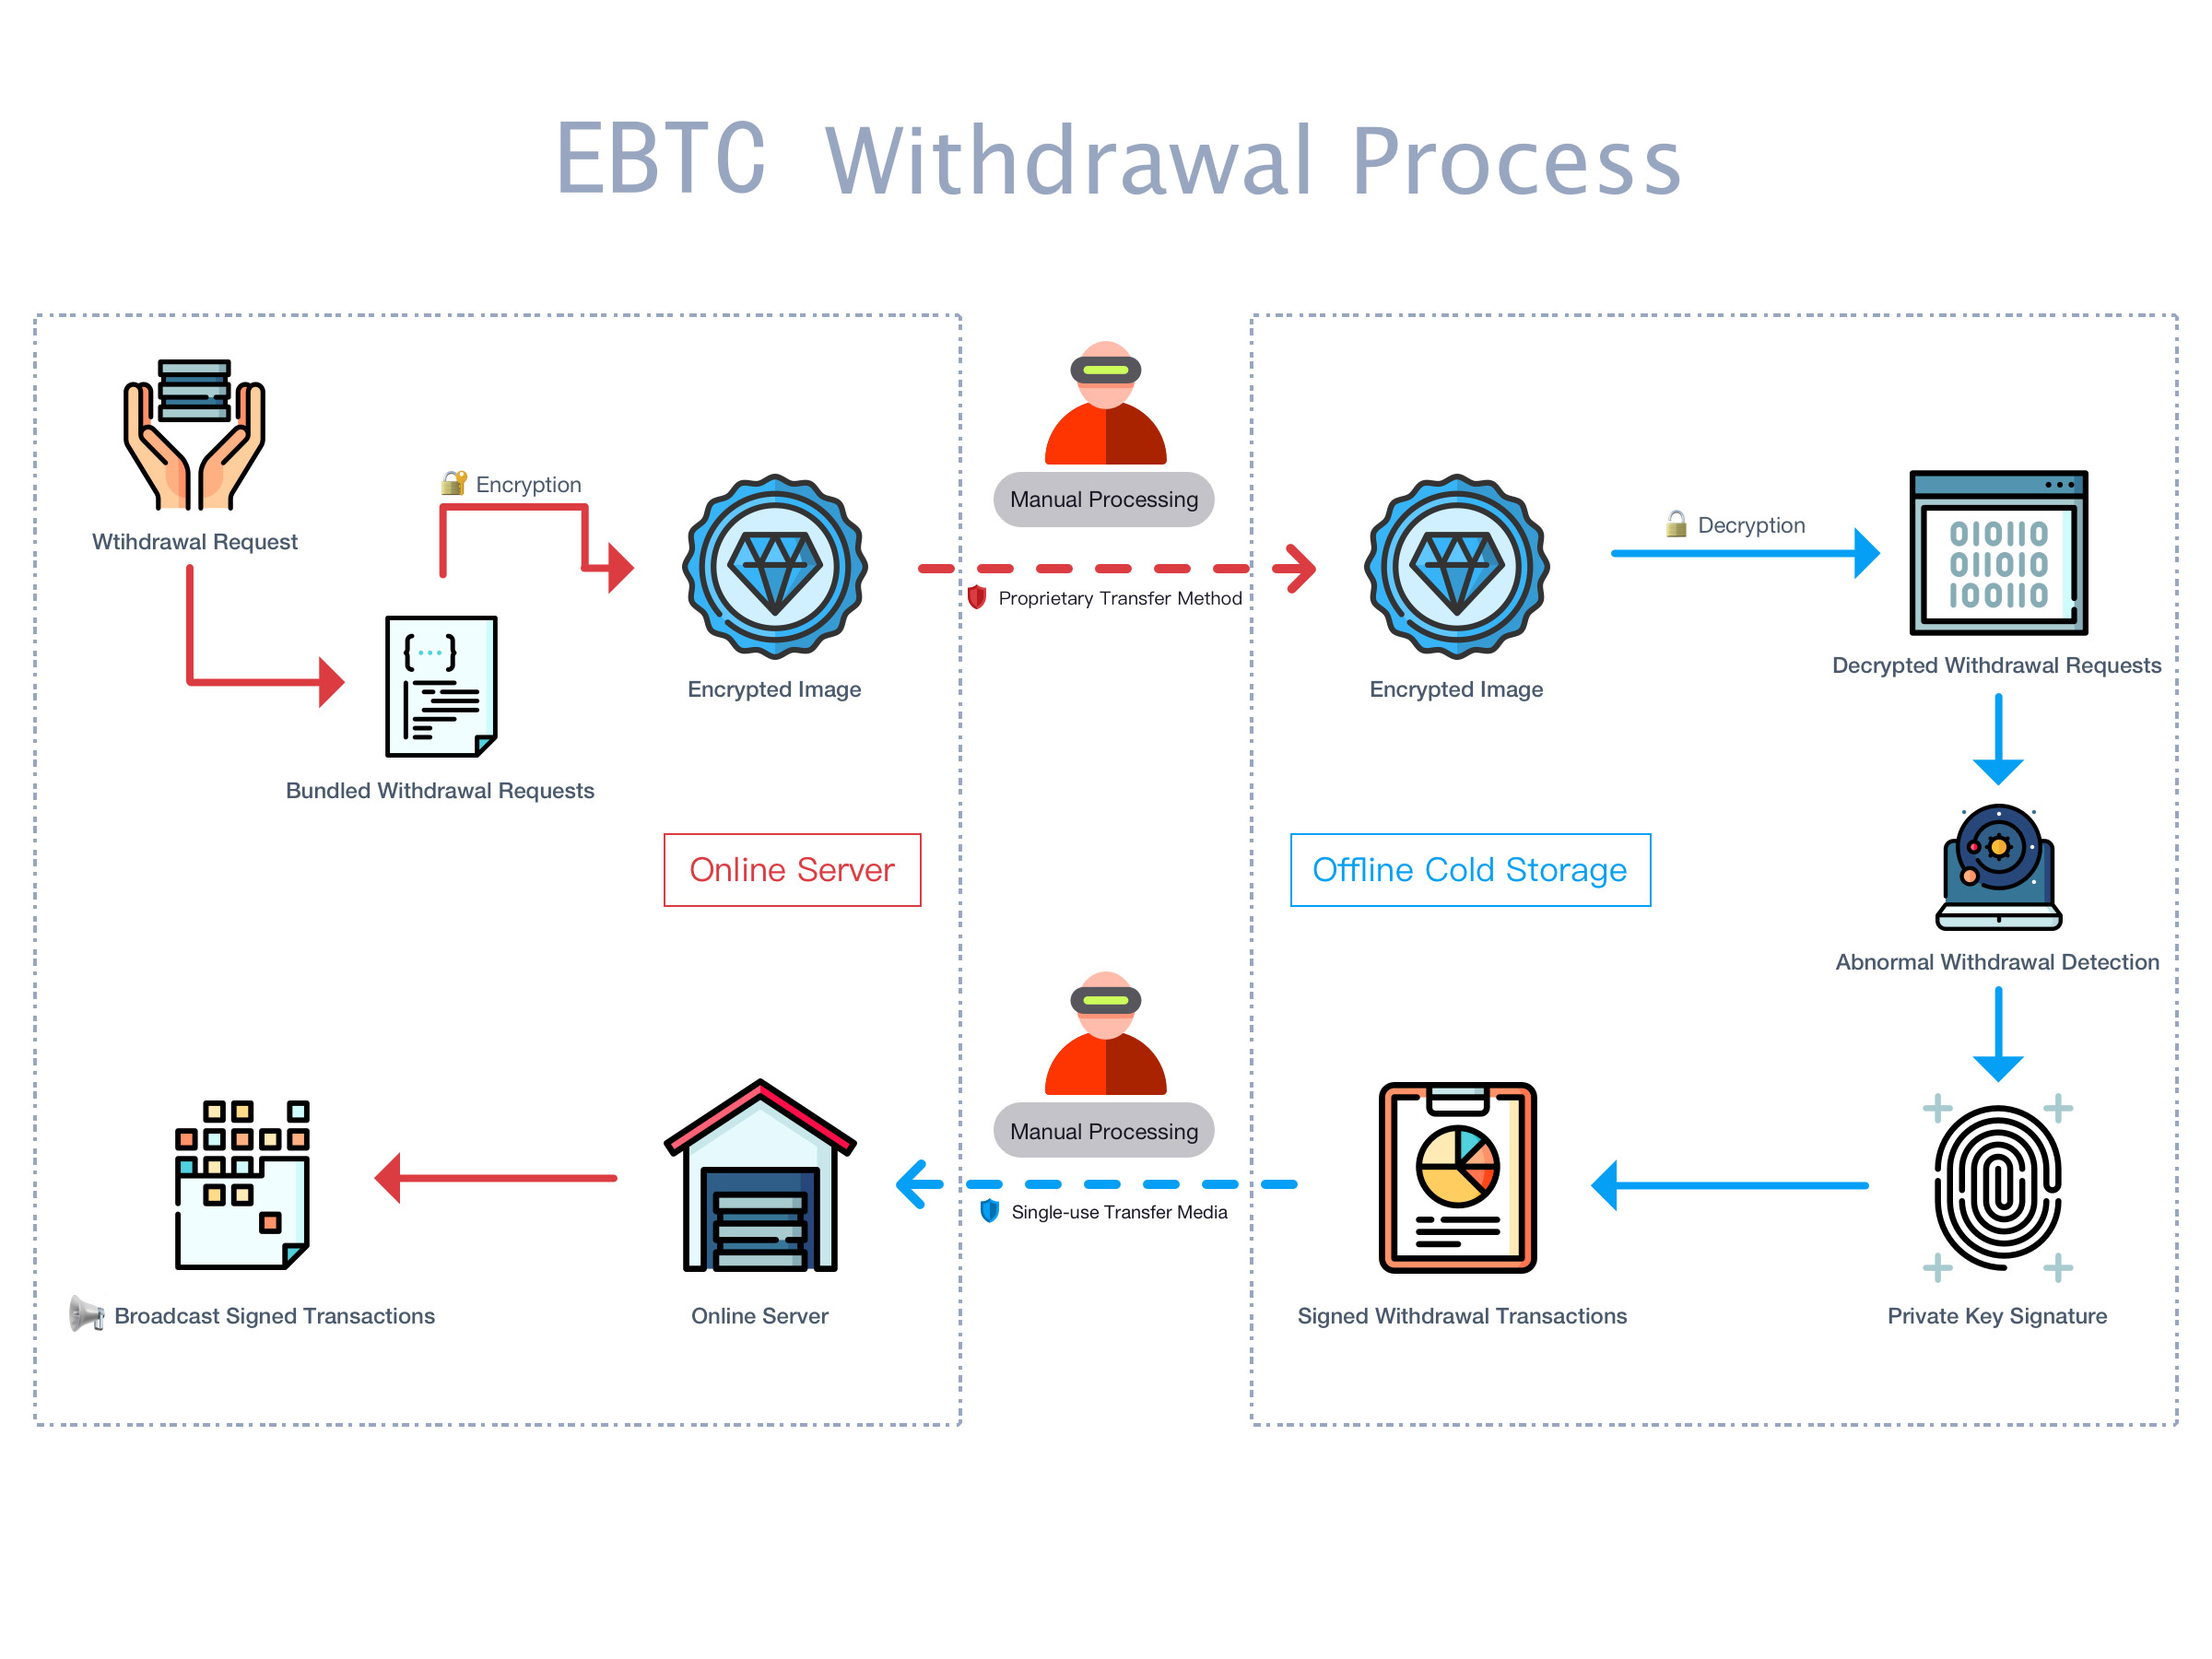 EBTC Withdrawal Process
Wtihdrawal Request
Encryption
Bundled Withdrawal Requests
Encrypted Image
Manual Processing
Proprietary Transfer Method
Encrypted Image
Decryption
010110
011010
100110
Decrypted Withdrawal Requests
Online Server
Offline Cold Storage
Abnormal Withdrawal Detection
Manual Processing
Single-use Transfer Media
Broadcast Signed Transactions
Online Server
Signed Withdrawal Transactions
Private Key Signature